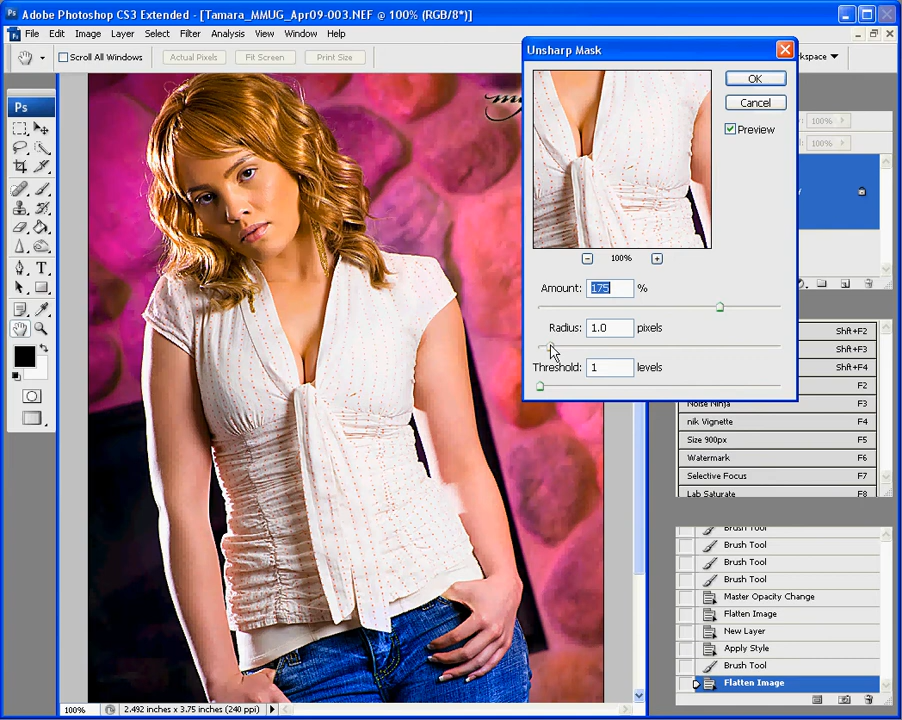 Adobe Photoshop CS3 Extended - [Tamara_MMUG_Apr09-003.NEF @ 100% (RGB/8*)]
File Edit Image Layer Select Filter Analysis View Window Help
Scroll All Windows Actual Pixels Fit Screen Print Size
Ps
Unsharp Mask
OK
Cancel
Preview
100%
Amount: 175 %
Radius: 1.0 pixels
Threshold: 1 levels
100%
100%
Shft+F2
Shft+F3
Shft+F4
F2
Noise Ninja F3
nik Vignette F4
Size 900px F5
Watermark F6
Selective Focus F7
Lab Saturate F8
Brush Tool
Brush Tool
Brush Tool
Brush Tool
Master Opacity Change
Flatten Image
New Layer
Apply Style
Brush Tool
Flatten Image
100% 2.492 inches x 3.75 inches (240 ppi)